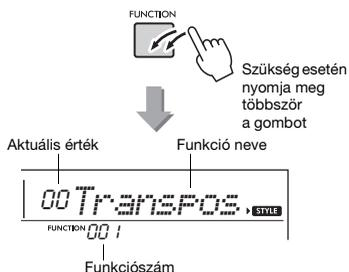 FUNCTION
Szükség esetén
nyomja meg
többször
a gombot
Aktuális érték
Funkció neve
00 Transpos.
STYLE
FUNCTION 001
Funkciószám